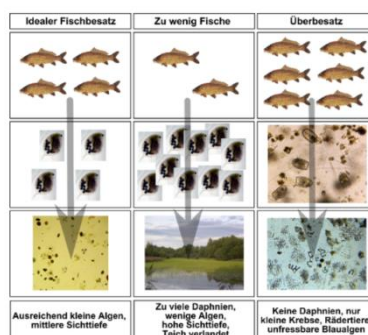 Idealer Fischbesatz
Zu wenig Fische
Überbesatz
Ausreichend kleine Algen,
mittlere Sichttiefe
Zu viele Daphnien,
wenige Algen,
hohe Sichttiefe,
Teich verlandet
Keine Daphnien, nur
kleine Krebse, Rädertiere,
unfressbare Blaualgen